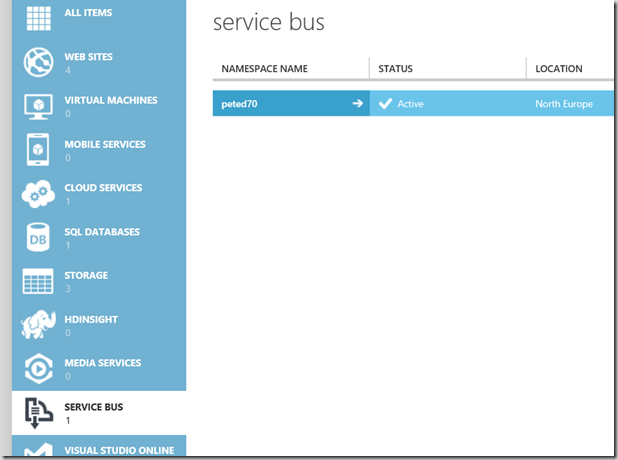 ALL ITEMS
WEB SITES
4
VIRTUAL MACHINES
0
MOBILE SERVICES
0
CLOUD SERVICES
1
SQL DATABASES
1
DB
STORAGE
3
HDINSIGHT
0
MEDIA SERVICES
0
SERVICE BUS
1
VISUAL STUDIO ONLINE
service bus
NAMESPACE NAME STATUS LOCATION
peted70 Active North Europe